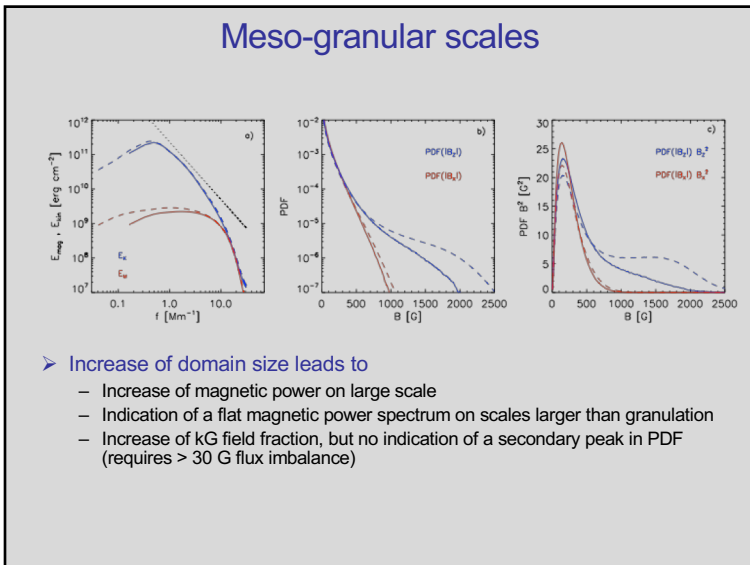 Meso-granular scales
10¹²
10¹¹
10¹⁰
10⁹
10⁸
10⁷
E_mag , E_kin [erg cm⁻²]
a)
E_K
E_M
0.1 1.0 10.0
f [Mm⁻¹]
10⁻²
10⁻³
10⁻⁴
10⁻⁵
10⁻⁶
10⁻⁷
PDF
b)
PDF(|B_z|)
PDF(|B_x|)
0 500 1000 1500 2000 2500
B [G]
30
25
20
15
10
5
0
PDF B² [G²]
c)
PDF(|B_z|) B_z²
PDF(|B_x|) B_x²
0 500 1000 1500 2000 2500
B [G]
➢ Increase of domain size leads to
– Increase of magnetic power on large scale
– Indication of a flat magnetic power spectrum on scales larger than granulation
– Increase of kG field fraction, but no indication of a secondary peak in PDF
(requires > 30 G flux imbalance)